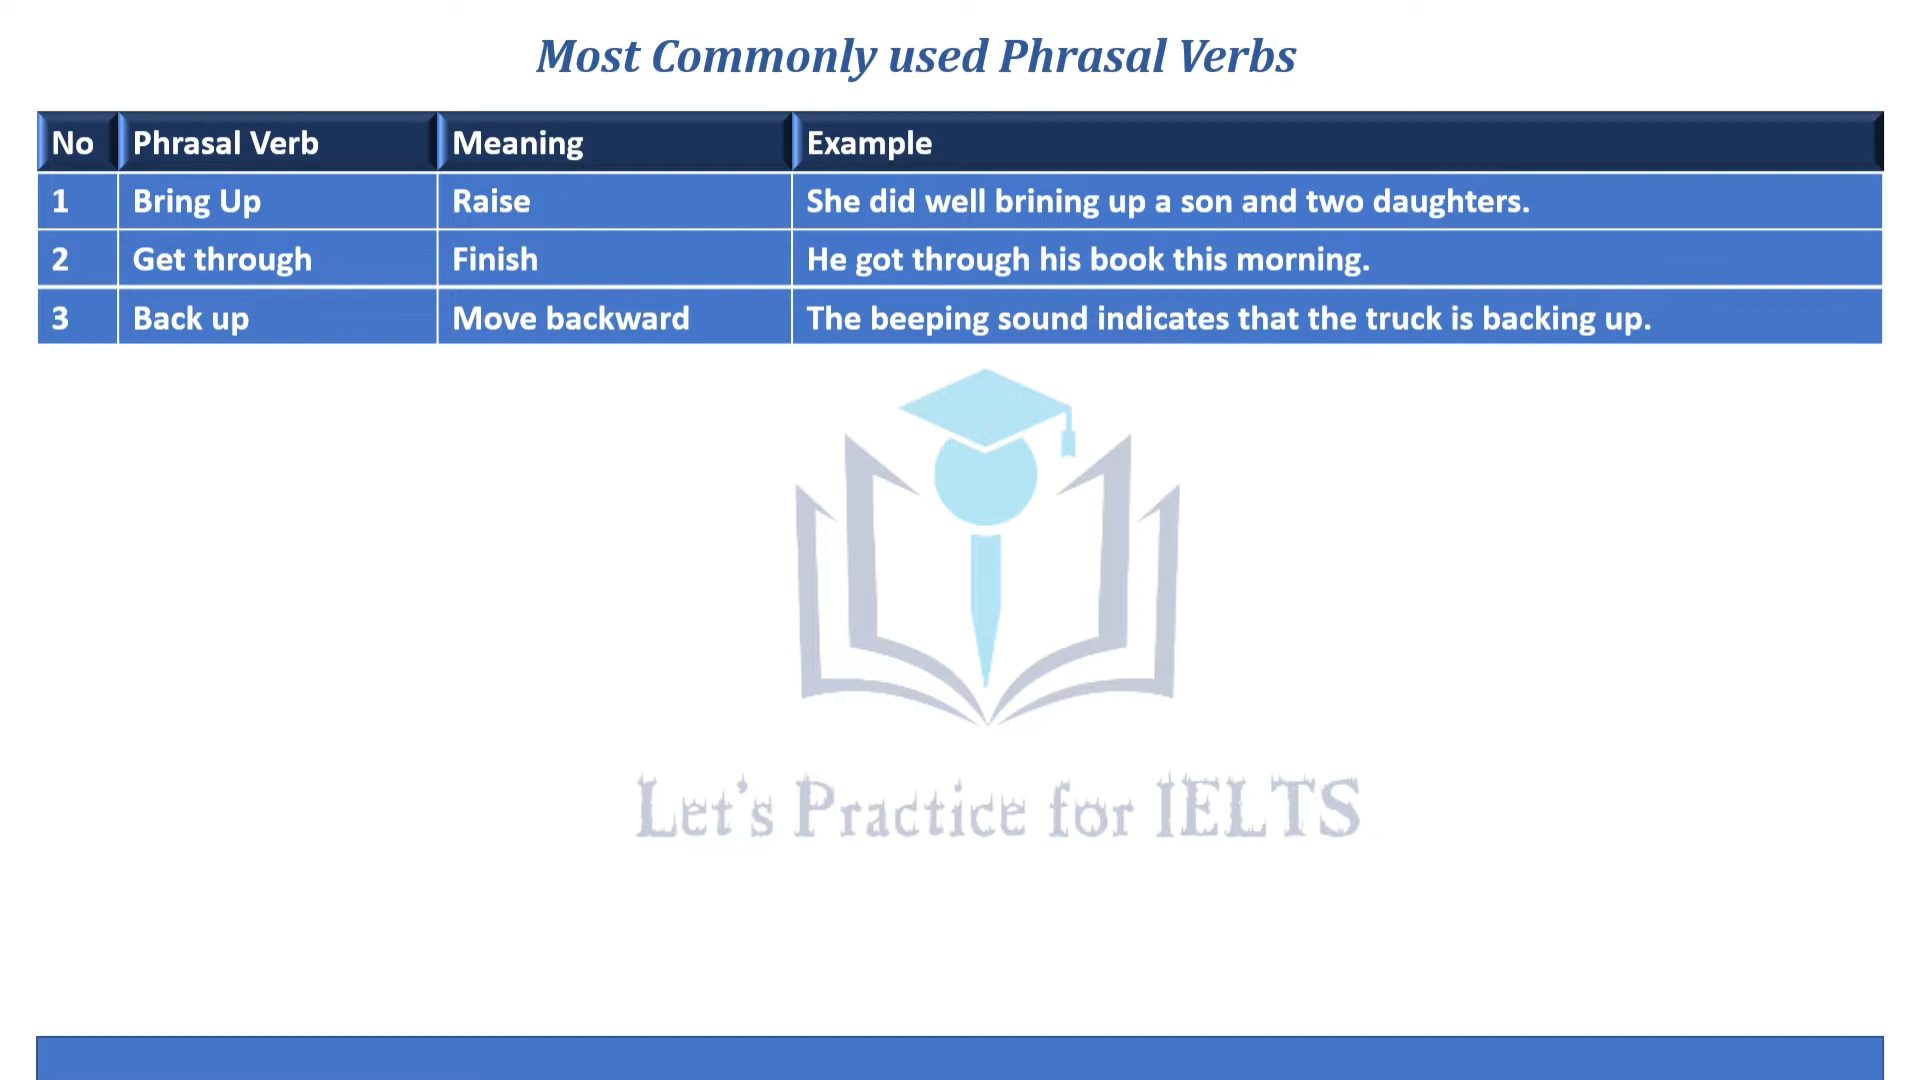 Most Commonly used Phrasal Verbs
No Phrasal Verb Meaning Example
1 Bring Up Raise She did well brining up a son and two daughters.
2 Get through Finish He got through his book this morning.
3 Back up Move backward The beeping sound indicates that the truck is backing up.
Let's Practice for IELTS